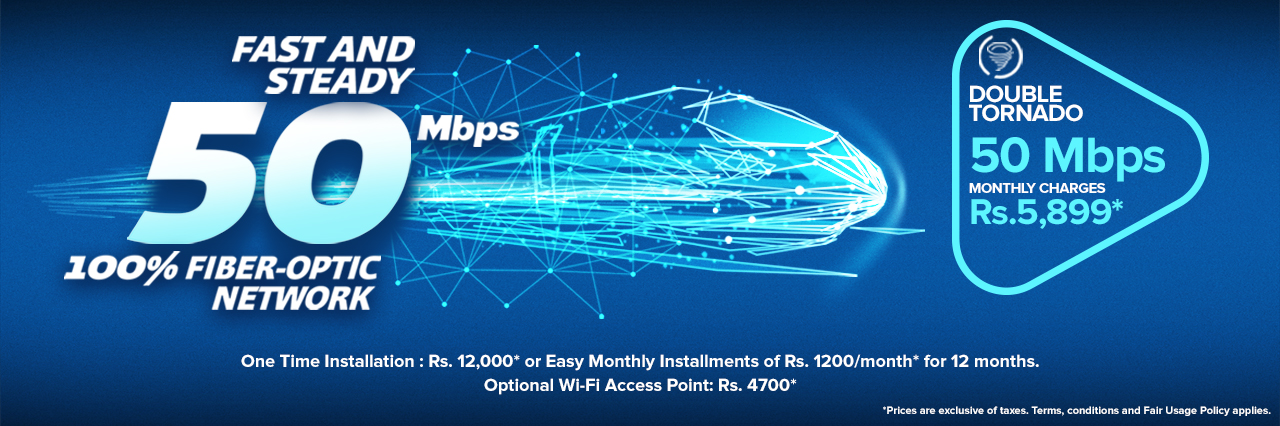 FAST AND
STEADY
50 Mbps
100% FIBER-OPTIC
NETWORK
DOUBLE
TORNADO
50 Mbps
MONTHLY CHARGES
Rs.5,899*
One Time Installation : Rs. 12,000* or Easy Monthly Installments of Rs. 1200/month* for 12 months.
Optional Wi-Fi Access Point: Rs. 4700*
*Prices are exclusive of taxes. Terms, conditions and Fair Usage Policy applies.